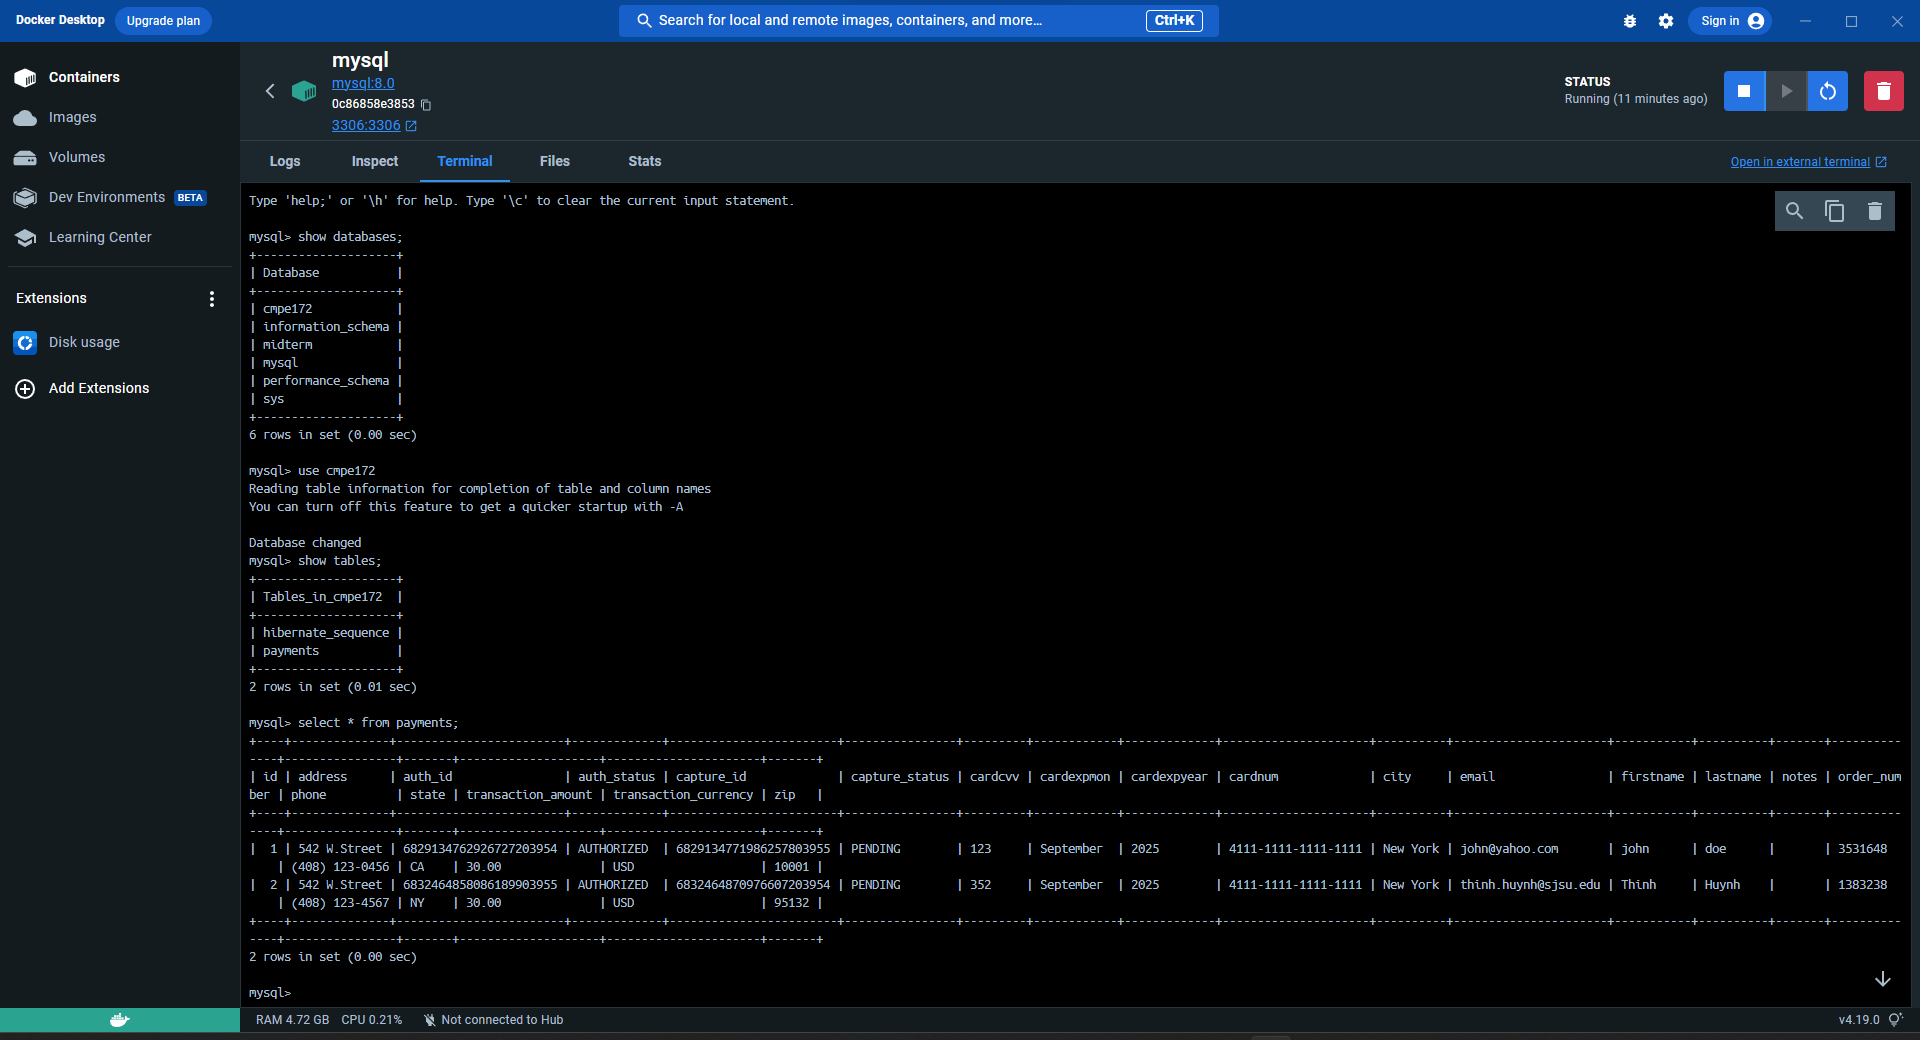 Docker Desktop Upgrade plan Search for local and remote images, containers, and more... Ctrl+K Sign in
Containers
Images
Volumes
Dev Environments BETA
Learning Center
Extensions
Disk usage
Add Extensions
mysql
mysql:8.0
0c86858e3853
3306:3306
STATUS
Running (11 minutes ago)
Logs Inspect Terminal Files Stats Open in external terminal
Type 'help;' or '\h' for help. Type '\c' to clear the current input statement.
mysql> show databases;
+--------------------+
| Database           |
+--------------------+
| cmpe172            |
| information_schema |
| midterm            |
| mysql              |
| performance_schema |
| sys                |
+--------------------+
6 rows in set (0.00 sec)
mysql> use cmpe172
Reading table information for completion of table and column names
You can turn off this feature to get a quicker startup with -A
Database changed
mysql> show tables;
+--------------------+
| Tables_in_cmpe172  |
+--------------------+
| hibernate_sequence |
| payments           |
+--------------------+
2 rows in set (0.01 sec)
mysql> select * from payments;
+----+--------------+------------------------+-------------+------------------------+----------------+---------+------------+-------------+---------------------+----------+----------------------+-----------+----------+-------+----------
----+----------------+-------+--------------------+----------------------+-------+
| id | address      | auth_id                | auth_status | capture_id             | capture_status | cardcvv | cardexpmon | cardexpyear | cardnum             | city     | email                | firstname | lastname | notes | order_num
ber | phone          | state | transaction_amount | transaction_currency | zip   |
+----+--------------+------------------------+-------------+------------------------+----------------+---------+------------+-------------+---------------------+----------+----------------------+-----------+----------+-------+----------
----+----------------+-------+--------------------+----------------------+-------+
|  1 | 542 W.Street | 6829134762926727203954 | AUTHORIZED  | 6829134771986257803955 | PENDING        | 123     | September  | 2025        | 4111-1111-1111-1111 | New York | john@yahoo.com       | john      | doe      |       | 3531648
    | (408) 123-0456 | CA    | 30.00              | USD                  | 10001 |
|  2 | 542 W.Street | 6832464858086189903955 | AUTHORIZED  | 6832464870976607203954 | PENDING        | 352     | September  | 2025        | 4111-1111-1111-1111 | New York | thinh.huynh@sjsu.edu | Thinh     | Huynh    |       | 1383238
    | (408) 123-4567 | NY    | 30.00              | USD                  | 95132 |
+----+--------------+------------------------+-------------+------------------------+----------------+---------+------------+-------------+---------------------+----------+----------------------+-----------+----------+-------+----------
----+----------------+-------+--------------------+----------------------+-------+
2 rows in set (0.00 sec)
mysql>
RAM 4.72 GB CPU 0.21% Not connected to Hub v4.19.0